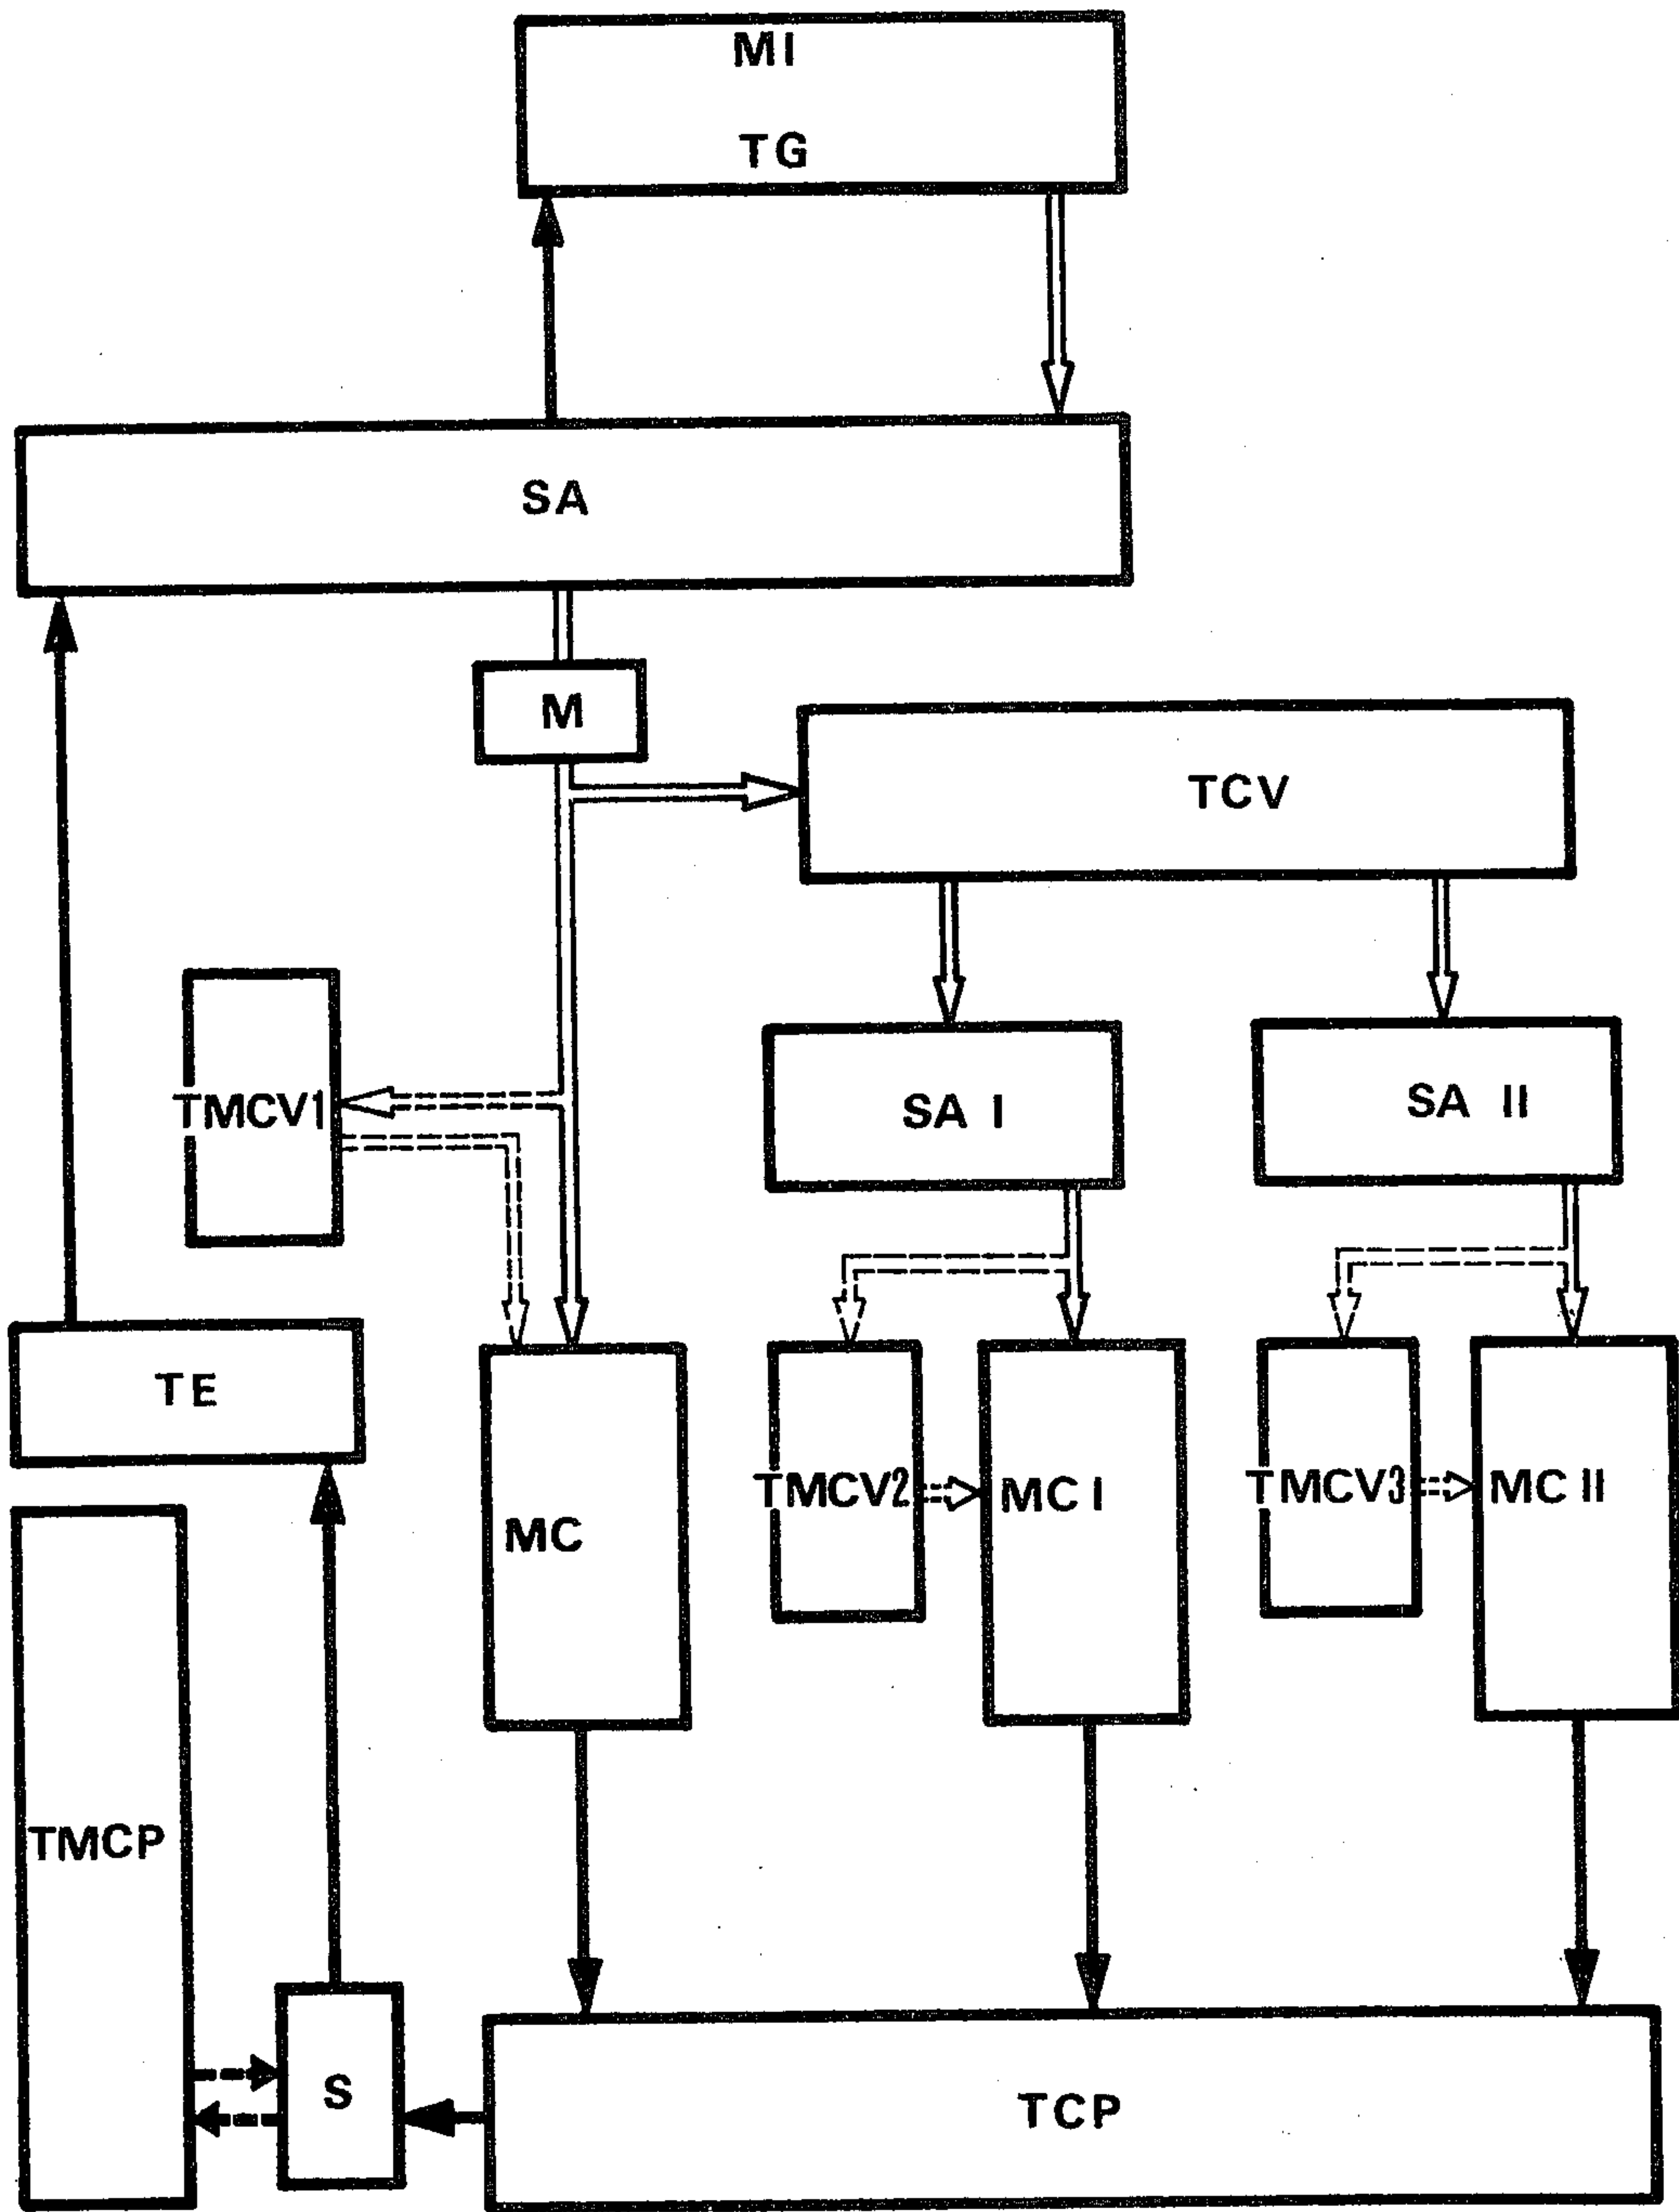 MI
TG
SA
M
TCV
SA I
SA II
TMCV1
TE
TMCV2
MC I
TMCV3
MC II
MC
TMCP
S
TCP